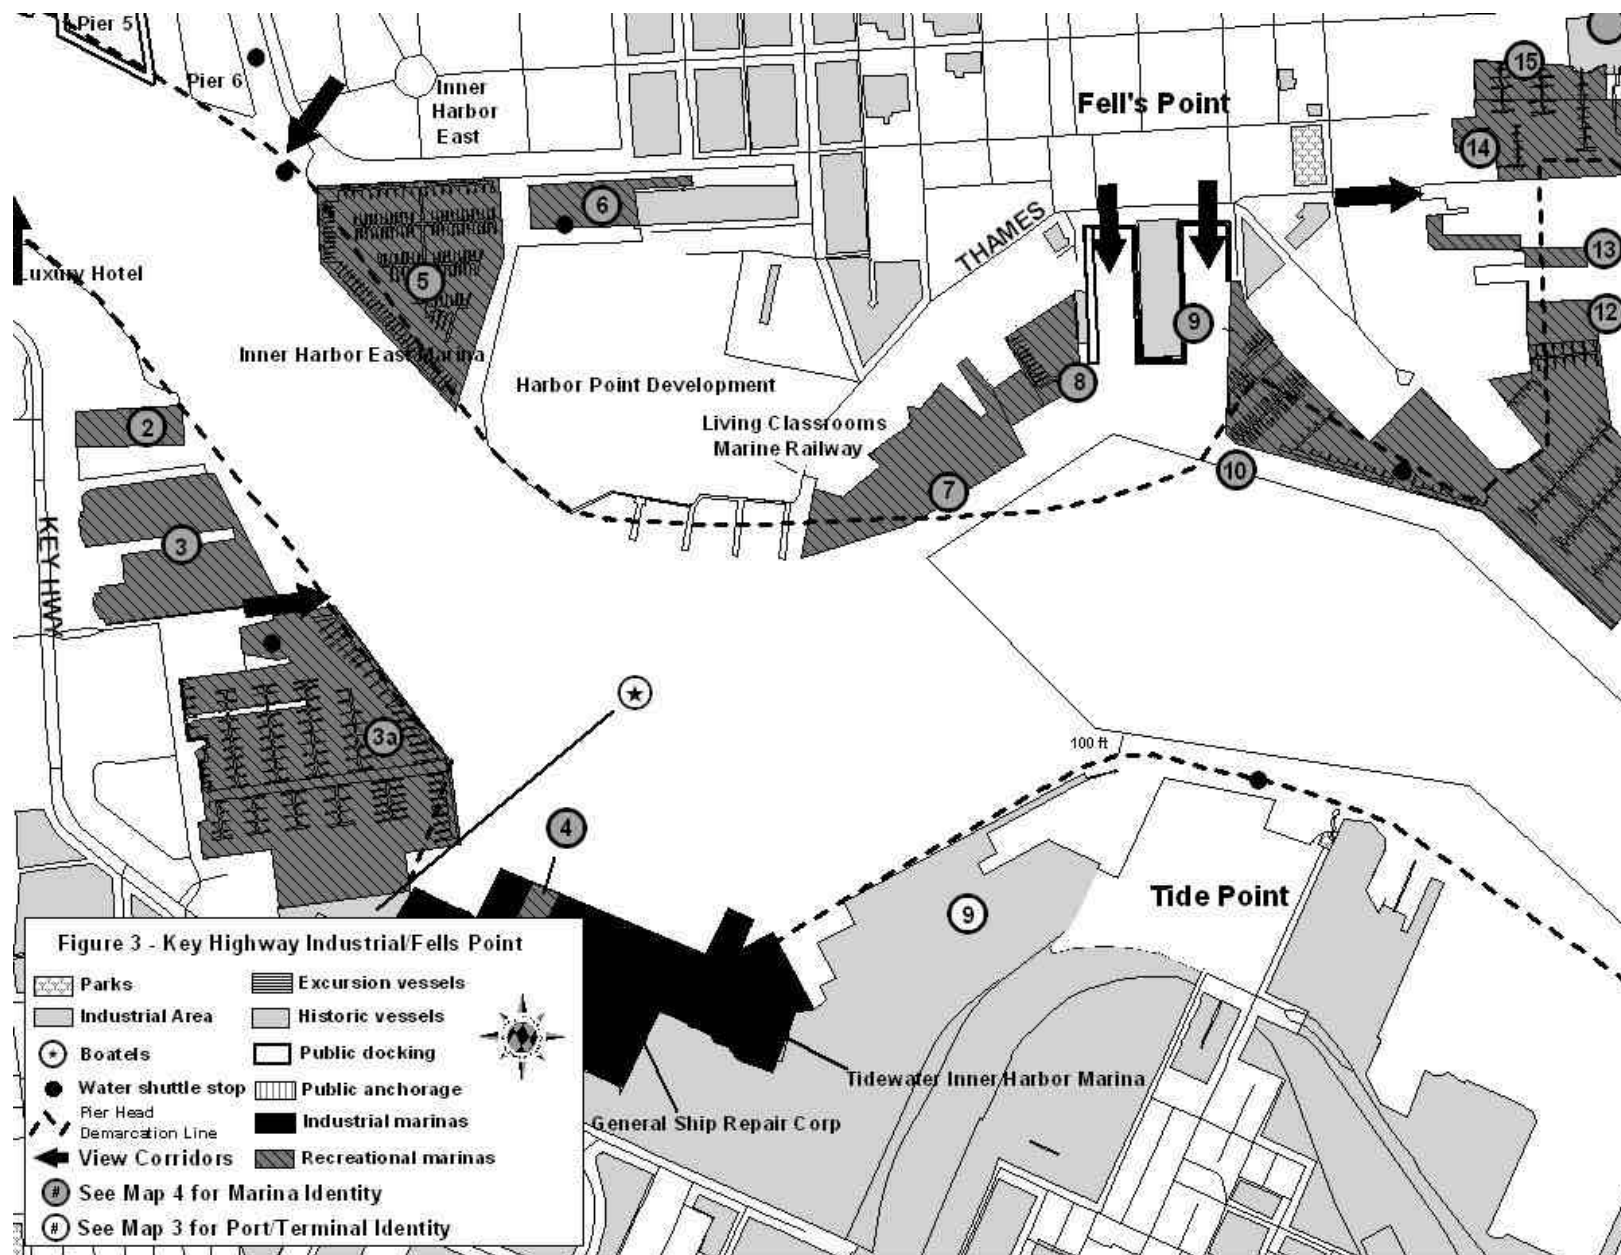 Pier 5
Pier 6
Inner
Harbor
East
Fell's Point
15
14
6
THAMES
13
Luxury Hotel
5
12
9
Inner Harbor East Marina
Harbor Point Development
8
2
Living Classrooms
Marine Railway
10
7
KEY HWY
3
3a
100 ft
4
Tide Point
9
Tidewater Inner Harbor Marina
General Ship Repair Corp
Figure 3 - Key Highway Industrial/Fells Point
Parks
Industrial Area
Boatels
Water shuttle stop
Pier Head
Demarcation Line
View Corridors
Excursion vessels
Historic vessels
Public docking
Public anchorage
Industrial marinas
Recreational marinas
# See Map 4 for Marina Identity
# See Map 3 for Port/Terminal Identity